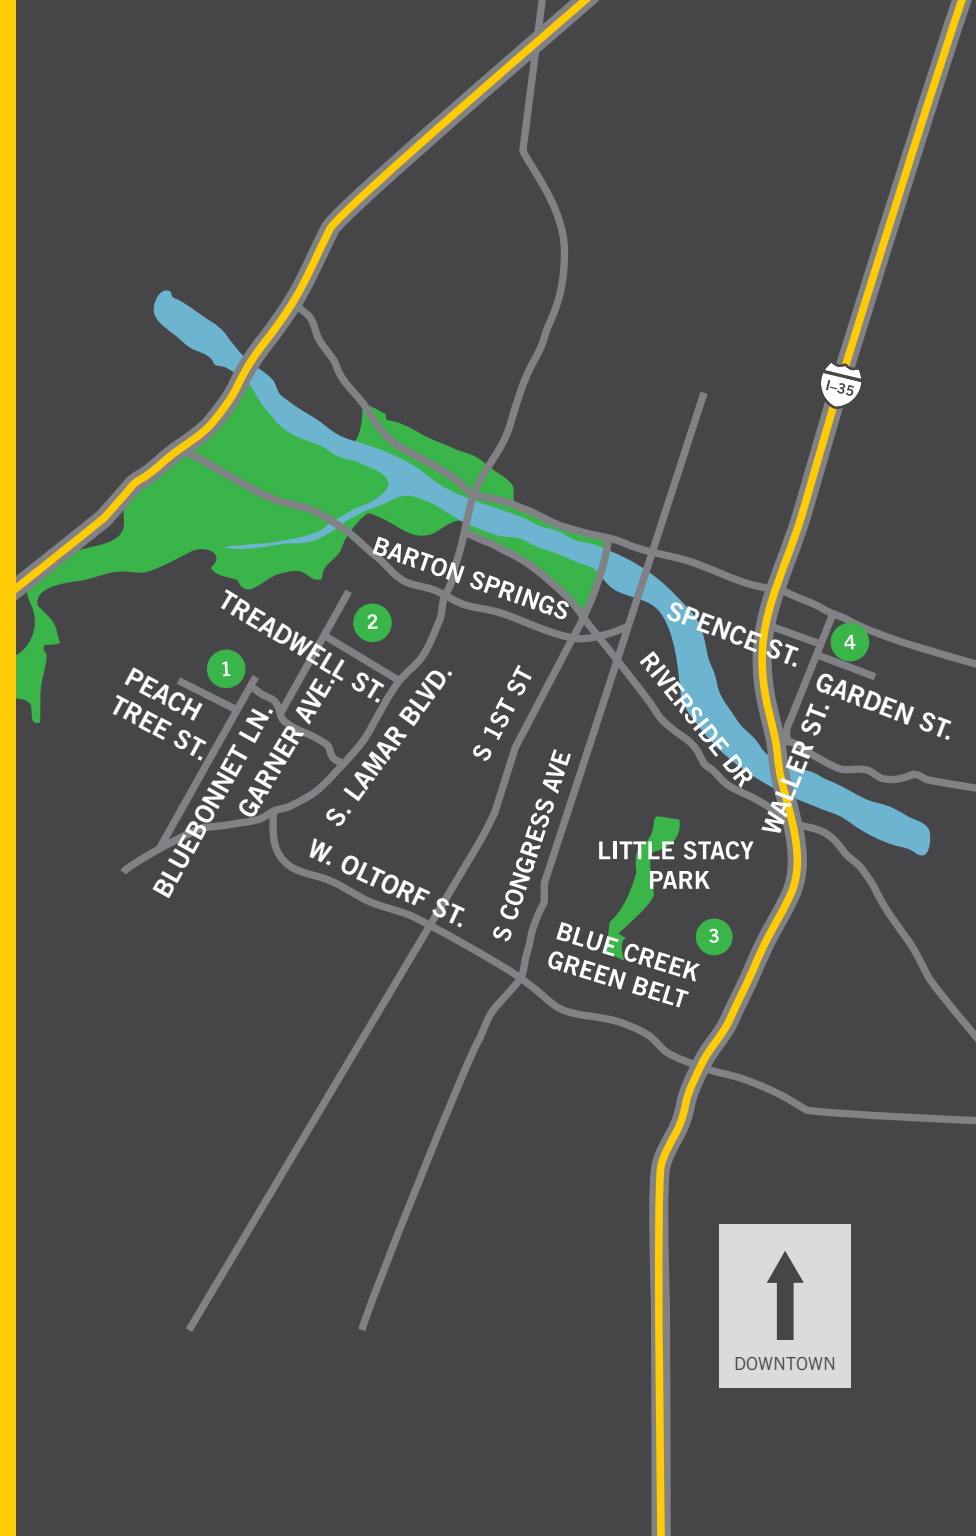 I-35
BARTON SPRINGS
SPENCE ST.
4
2
TREADWELL ST.
1
PEACH
TREE ST.
GARDEN ST.
RIVERSIDE DR
WALLER ST.
S. LAMAR BLVD.
S 1ST ST
GARNER AVE.
BLUEBONNET LN.
S CONGRESS AVE
W. OLTORF ST.
LITTLE STACY
PARK
3
BLUE CREEK
GREEN BELT
DOWNTOWN